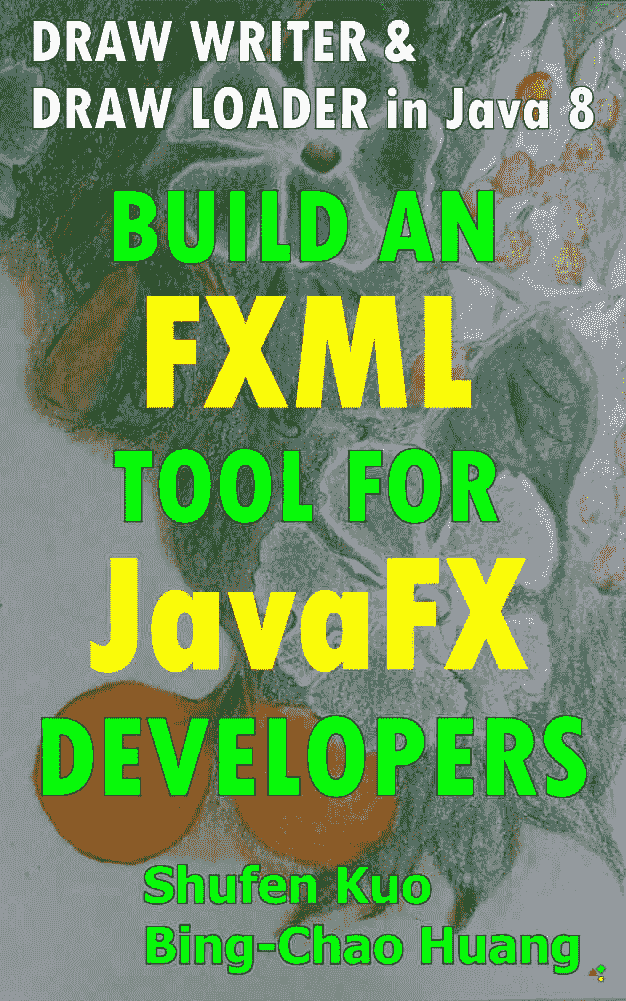 DRAW WRITER &
DRAW LOADER in Java 8
BUILD AN
FXML
TOOL FOR
JavaFX
DEVELOPERS
Shufen Kuo
Bing-Chao Huang